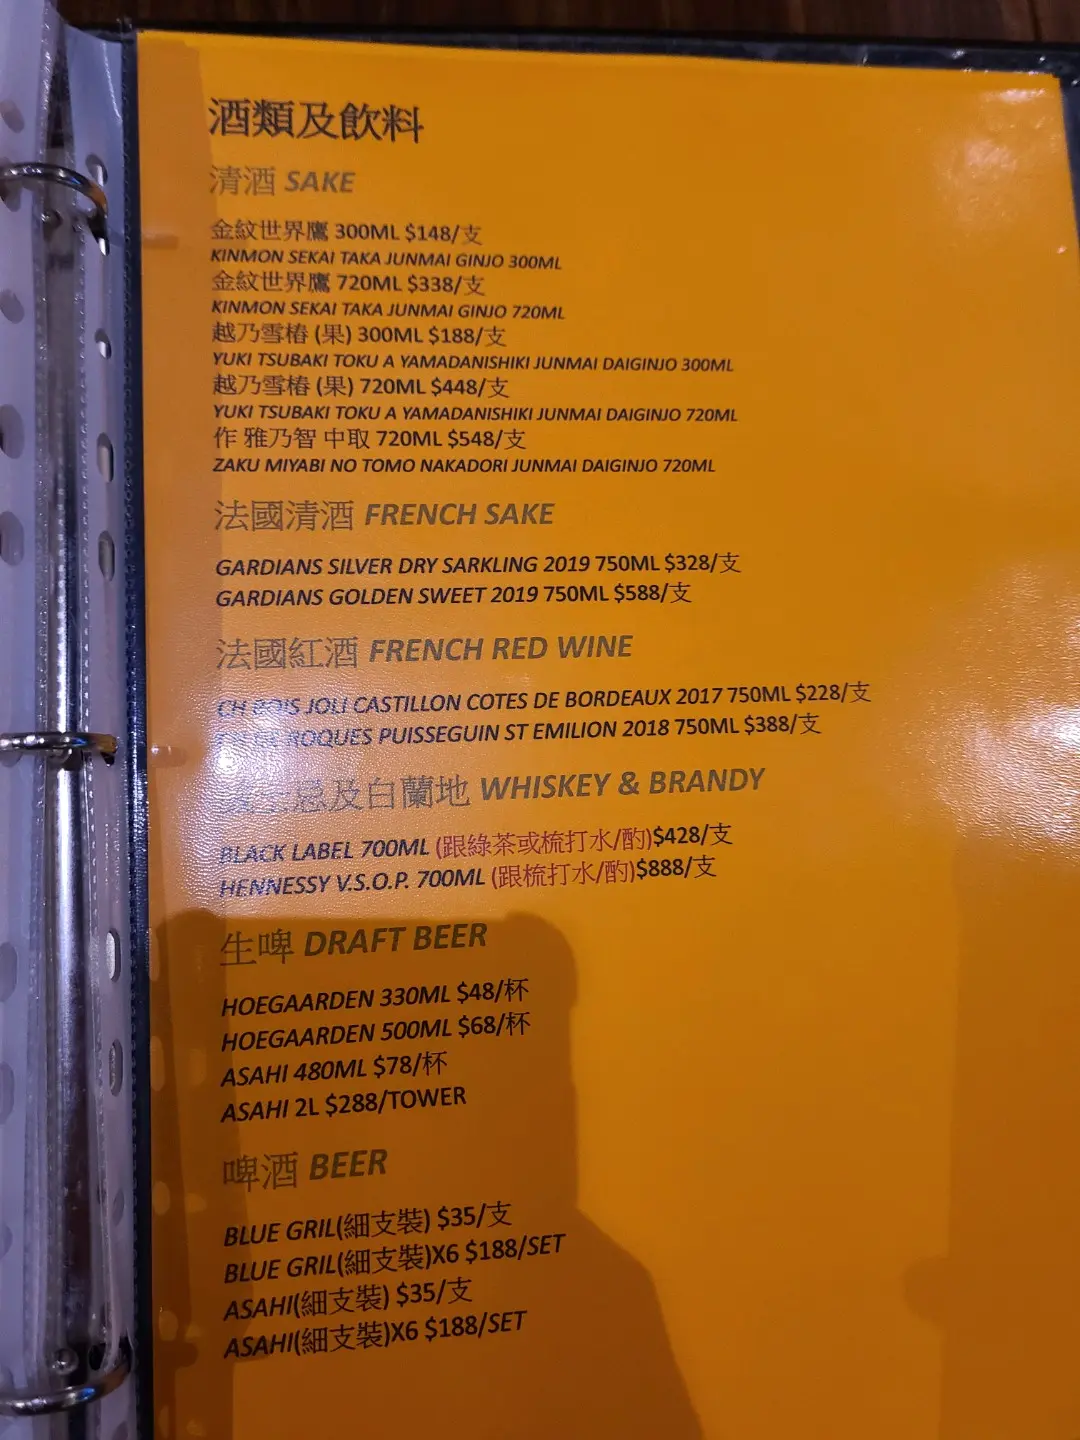 酒類及飲料
清酒 SAKE
金紋世界鷹 300ML $148/支
KINMON SEKAI TAKA JUNMAI GINJO 300ML
金紋世界鷹 720ML $338/支
KINMON SEKAI TAKA JUNMAI GINJO 720ML
越乃雪椿 (果) 300ML $188/支
YUKI TSUBAKI TOKU A YAMADANISHIKI JUNMAI DAIGINJO 300ML
越乃雪椿 (果) 720ML $448/支
YUKI TSUBAKI TOKU A YAMADANISHIKI JUNMAI DAIGINJO 720ML
作 雅乃智 中取 720ML $548/支
ZAKU MIYABI NO TOMO NAKADORI JUNMAI DAIGINJO 720ML
法國清酒 FRENCH SAKE
GARDIANS SILVER DRY SARKLING 2019 750ML $328/支
GARDIANS GOLDEN SWEET 2019 750ML $588/支
法國紅酒 FRENCH RED WINE
CH BOIS JOLI CASTILLON COTES DE BORDEAUX 2017 750ML $228/支
ROQUES PUISSEGUIN ST EMILION 2018 750ML $388/支
忌及白蘭地 WHISKEY & BRANDY
BLACK LABEL 700ML (跟綠茶或梳打水/酌)$428/支
HENNESSY V.S.O.P. 700ML (跟梳打水/酌)$888/支
生啤 DRAFT BEER
HOEGAARDEN 330ML $48/杯
HOEGAARDEN 500ML $68/杯
ASAHI 480ML $78/杯
ASAHI 2L $288/TOWER
啤酒 BEER
BLUE GRIL(細支裝) $35/支
BLUE GRIL(細支裝)X6 $188/SET
ASAHI(細支裝) $35/支
ASAHI(細支裝)X6 $188/SET